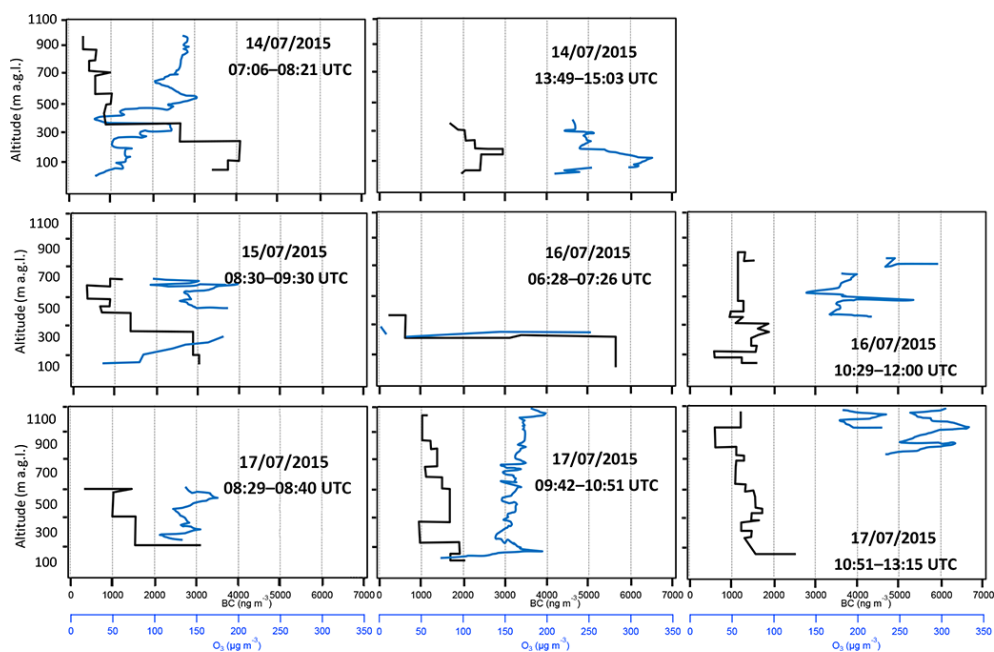 1100
900
700
500
300
100
Altitude (m a.g.l.)
14/07/2015
07:06–08:21 UTC
14/07/2015
13:49–15:03 UTC
1100
900
700
500
300
100
Altitude (m a.g.l.)
15/07/2015
08:30–09:30 UTC
16/07/2015
06:28–07:26 UTC
16/07/2015
10:29–12:00 UTC
1100
900
700
500
300
100
Altitude (m a.g.l.)
17/07/2015
08:29–08:40 UTC
17/07/2015
09:42–10:51 UTC
17/07/2015
10:51–13:15 UTC
0 1000 2000 3000 4000 5000 6000 7000
BC (ng m⁻³)
0 50 100 150 200 250 300 350
O₃ (µg m⁻³)
0 1000 2000 3000 4000 5000 6000 7000
BC (ng m⁻³)
0 50 100 150 200 250 300 350
O₃ (µg m⁻³)
0 1000 2000 3000 4000 5000 6000 7000
BC (ng m⁻³)
0 50 100 150 200 250 300 350
O₃ (µg m⁻³)